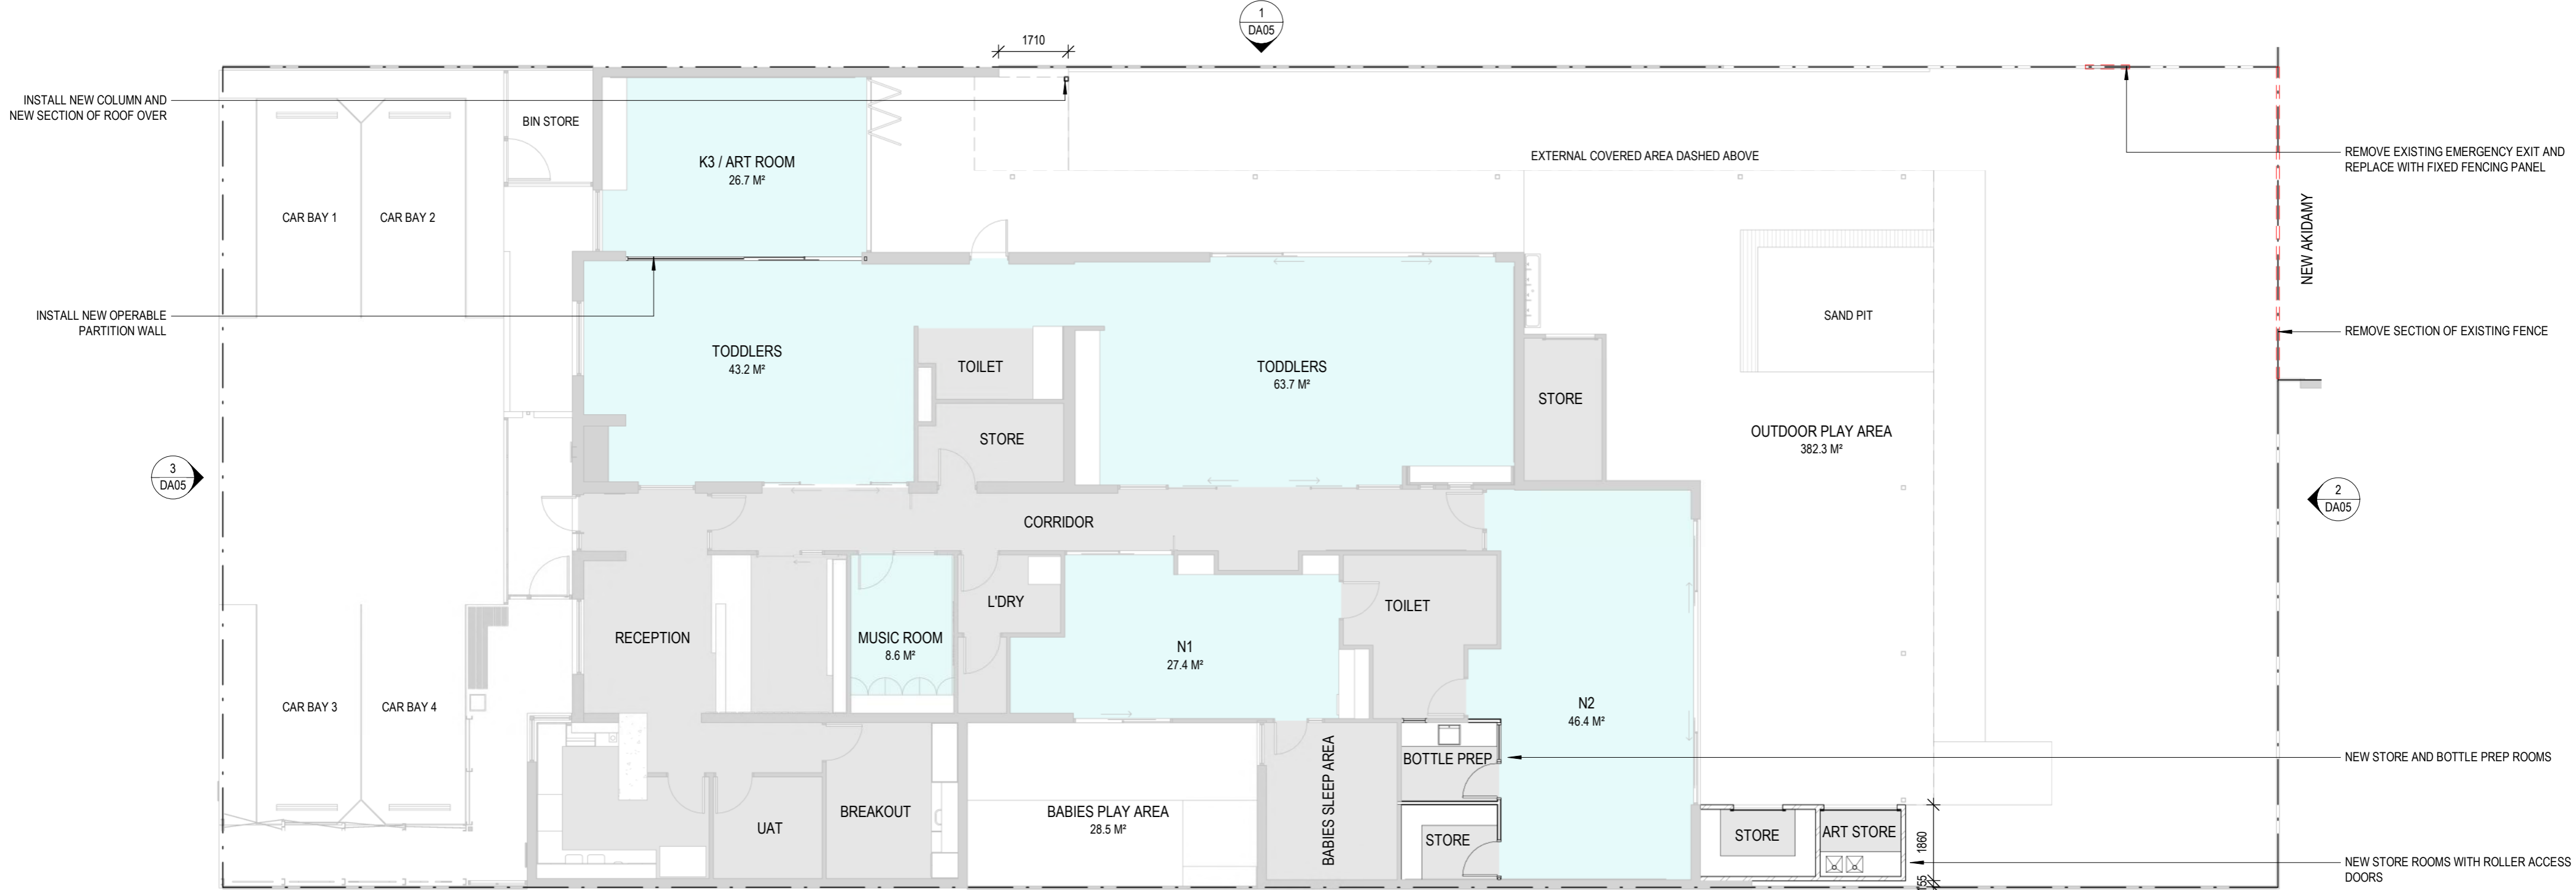 1
DA05
1710
INSTALL NEW COLUMN AND
NEW SECTION OF ROOF OVER
BIN STORE
K3 / ART ROOM
26.7 M²
EXTERNAL COVERED AREA DASHED ABOVE
REMOVE EXISTING EMERGENCY EXIT AND
REPLACE WITH FIXED FENCING PANEL
CAR BAY 1
CAR BAY 2
NEW AKIDAMY
INSTALL NEW OPERABLE
PARTITION WALL
SAND PIT
REMOVE SECTION OF EXISTING FENCE
TODDLERS
43.2 M²
TOILET
TODDLERS
63.7 M²
STORE
STORE
OUTDOOR PLAY AREA
382.3 M²
3
DA05
2
DA05
CORRIDOR
L'DRY
TOILET
RECEPTION
MUSIC ROOM
8.6 M²
N1
27.4 M²
CAR BAY 3
CAR BAY 4
N2
46.4 M²
BOTTLE PREP
NEW STORE AND BOTTLE PREP ROOMS
BABIES SLEEP AREA
BREAKOUT
BABIES PLAY AREA
28.5 M²
UAT
STORE
STORE
ART STORE
1860
155
NEW STORE ROOMS WITH ROLLER ACCESS
DOORS